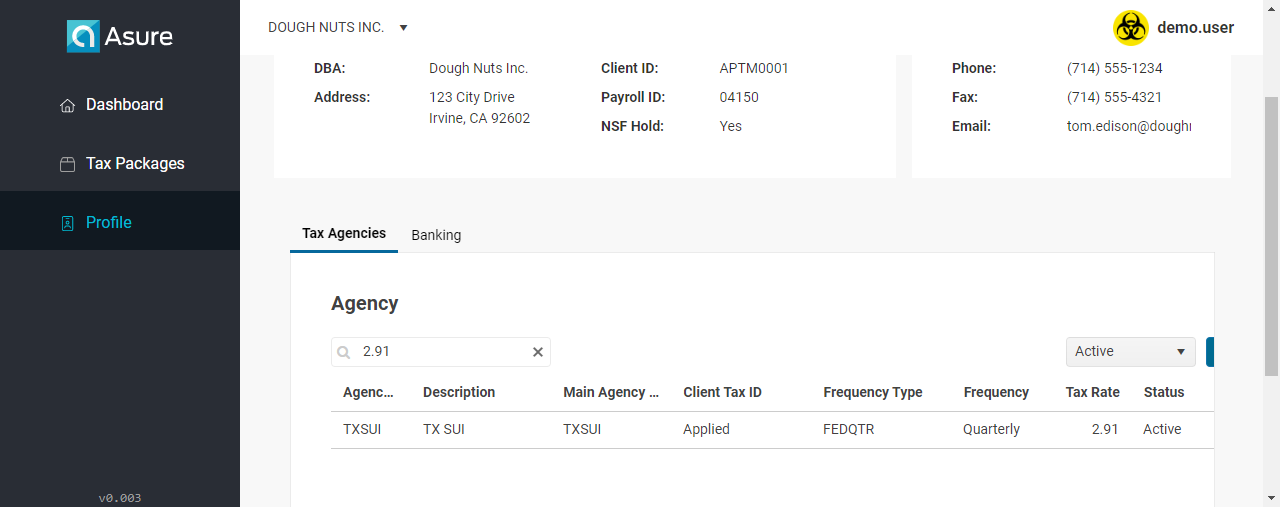 Asure
DOUGH NUTS INC.
demo.user
Dashboard
Tax Packages
Profile
v0.003
DBA: Dough Nuts Inc.
Address: 123 City Drive
Irvine, CA 92602
Client ID: APTM0001
Payroll ID: 04150
NSF Hold: Yes
Phone: (714) 555-1234
Fax: (714) 555-4321
Email: tom.edison@dough
Tax Agencies Banking
Agency
2.91
Active
Agenc... Description Main Agency ... Client Tax ID Frequency Type Frequency Tax Rate Status
TXSUI TX SUI TXSUI Applied FEDQTR Quarterly 2.91 Active